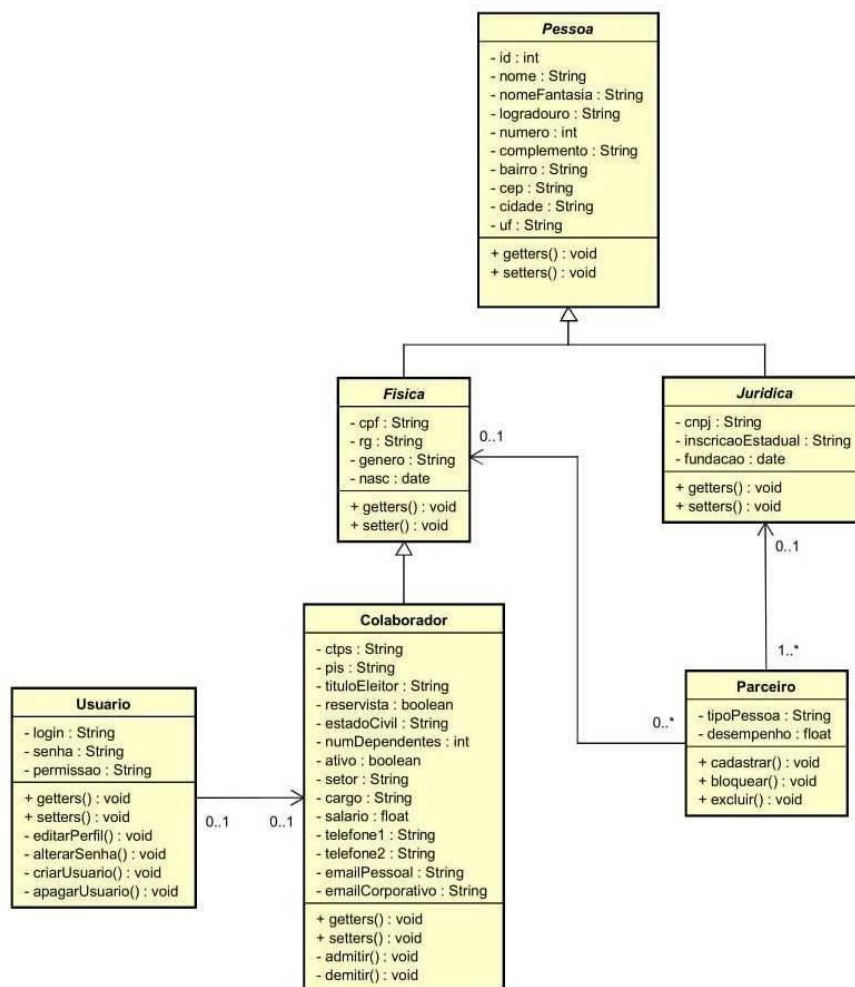 Pessoa
- id : int
- nome : String
- nomeFantasia : String
- logradouro : String
- numero : int
- complemento : String
- bairro : String
- cep : String
- cidade : String
- uf : String
+ getters() : void
+ setters() : void
Fisica
- cpf : String
- rg : String
- genero : String
- nasc : date
+ getters() : void
+ setter() : void
0..1
Juridica
- cnpj : String
- inscricaoEstadual : String
- fundacao : date
+ getters() : void
+ setters() : void
0..1
1..*
0..*
Colaborador
- ctps : String
- pis : String
- tituloEleitor : String
- reservista : boolean
- estadoCivil : String
- numDependentes : int
- ativo : boolean
- setor : String
- cargo : String
- salario : float
- telefone1 : String
- telefone2 : String
- emailPessoal : String
- emailCorporativo : String
+ getters() : void
+ setters() : void
- admitir() : void
- demitir() : void
Usuario
- login : String
- senha : String
- permissao : String
+ getters() : void
+ setters() : void
- editarPerfil() : void
- alterarSenha() : void
- criarUsuario() : void
- apagarUsuario() : void
0..1 0..1
Parceiro
- tipoPessoa : String
- desempenho : float
+ cadastrar() : void
+ bloquear() : void
+ excluir() : void